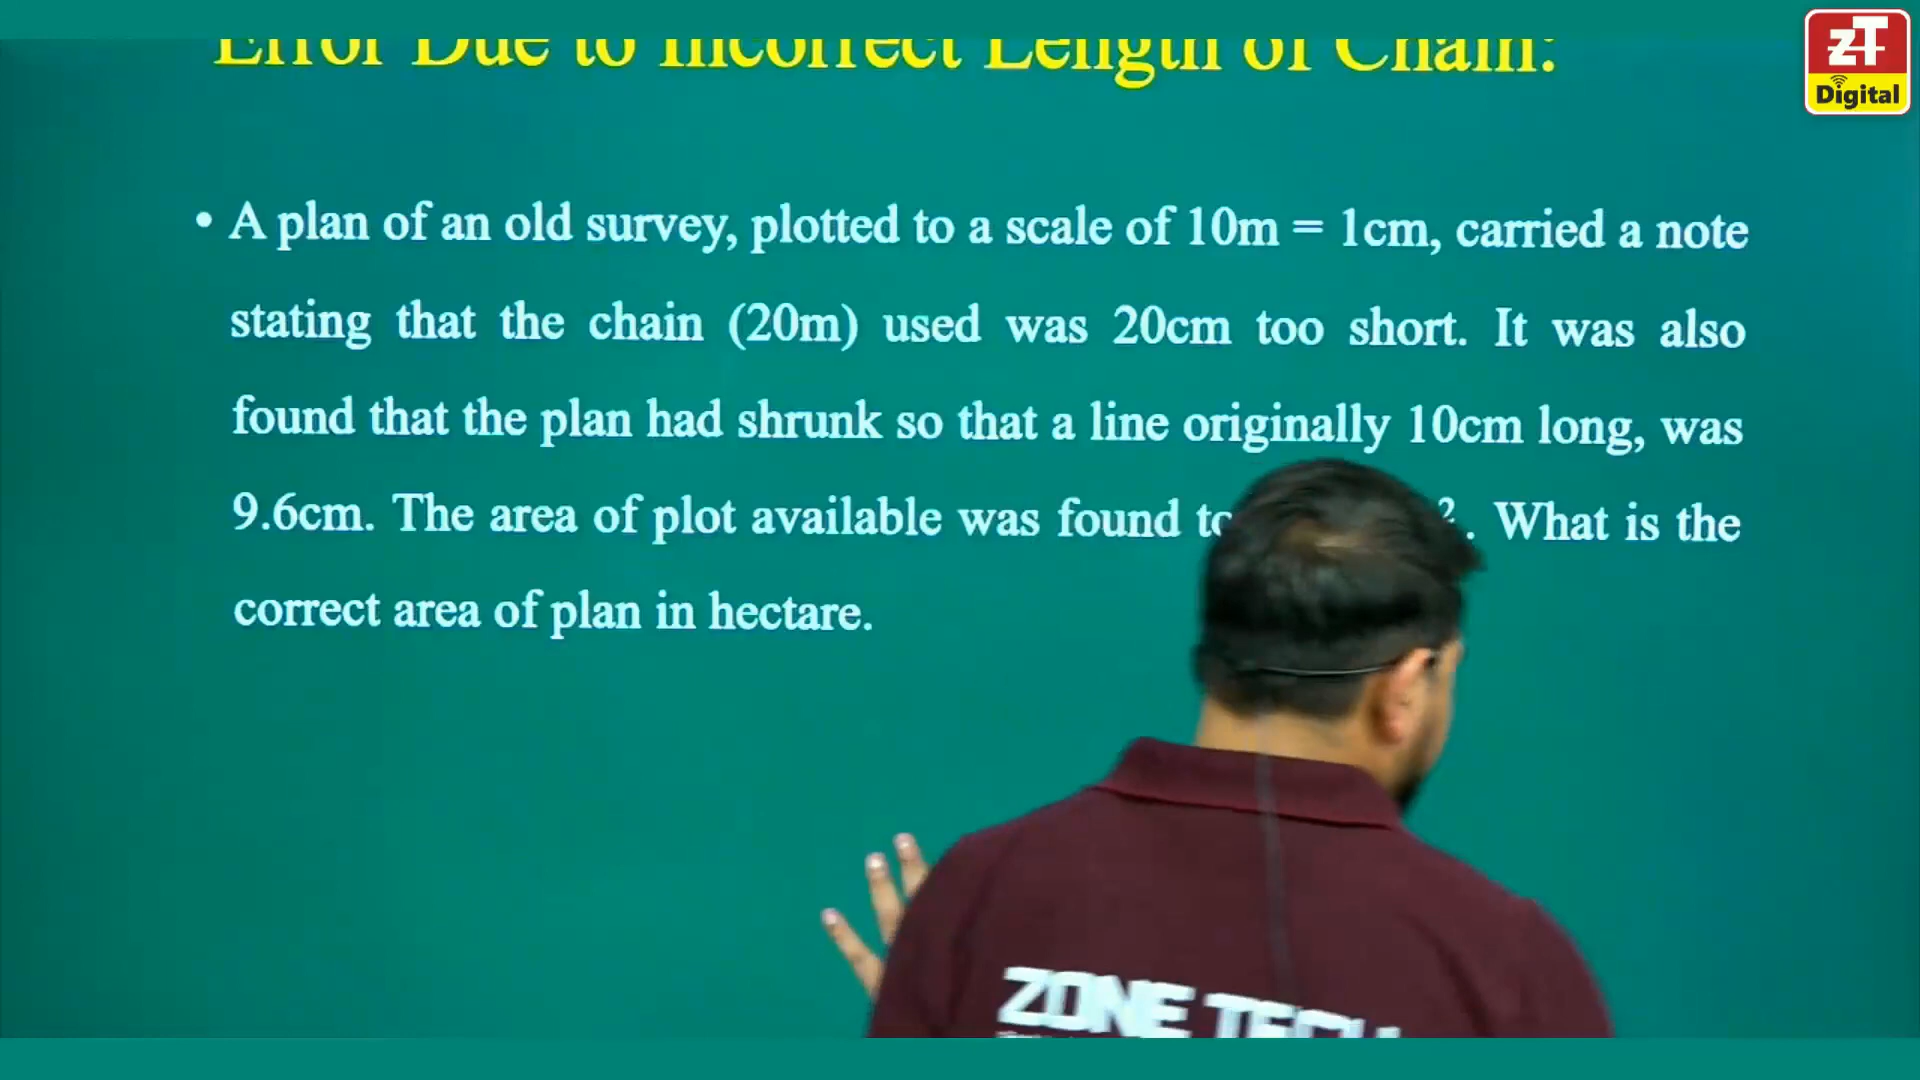 Error Due to Incorrect Length of Chain:
ZT
Digital
• A plan of an old survey, plotted to a scale of 10m = 1cm, carried a note
stating that the chain (20m) used was 20cm too short. It was also
found that the plan had shrunk so that a line originally 10cm long, was
9.6cm. The area of plot available was found to ². What is the
correct area of plan in hectare.
ZONE TECH